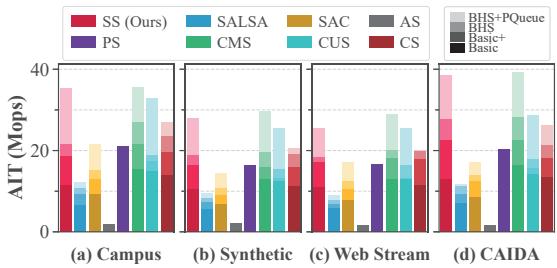 SS (Ours) SALSA SAC AS
PS CMS CUS CS
BHS+PQueue
BHS
Basic+
Basic
AIT (Mops)
40
20
0
(a) Campus (b) Synthetic (c) Web Stream (d) CAIDA